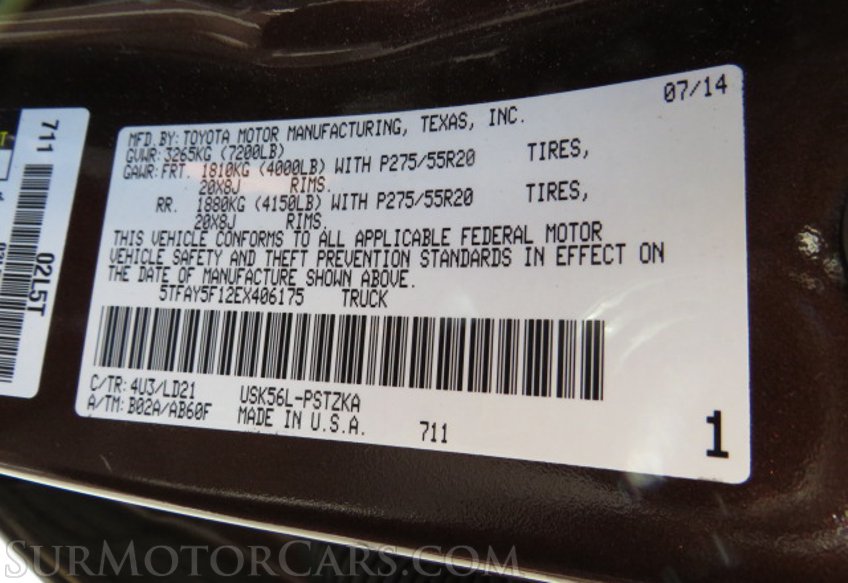 07/14
MFD.BY: TOYOTA MOTOR MANUFACTURING, TEXAS, INC.
GVWR: 3265KG (7200LB)
GAWR: FRT. 1810KG (4000LB) WITH P275/55R20 TIRES,
20X8J RIMS.
RR. 1880KG (4150LB) WITH P275/55R20 TIRES,
20X8J RIMS.
THIS VEHICLE CONFORMS TO ALL APPLICABLE FEDERAL MOTOR
VEHICLE SAFETY AND THEFT PREVENTION STANDARDS IN EFFECT ON
THE DATE OF MANUFACTURE SHOWN ABOVE.
5TFAY5F12EX406175 TRUCK
C/TR: 4U3/LD21 USK56L-PSTZKA
A/TM: B02A/AB60F MADE IN U.S.A. 711
1
711
02L5T
SURMOTORCARS.COM